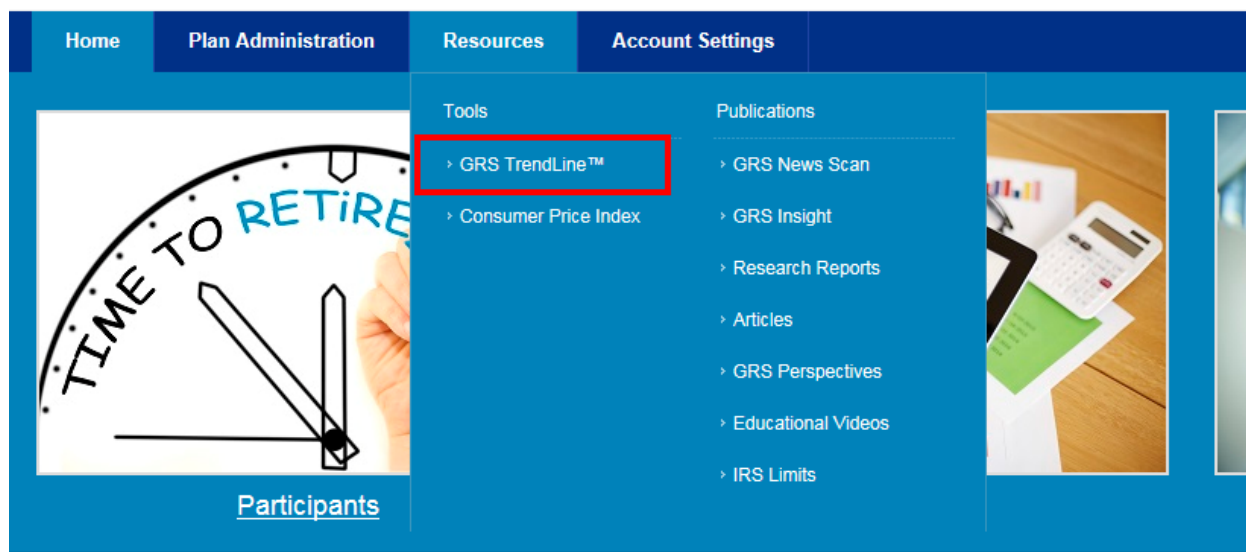 Home
Plan Administration
Resources
Account Settings
Tools
› GRS TrendLine™
› Consumer Price Index
Publications
› GRS News Scan
› GRS Insight
› Research Reports
› Articles
› GRS Perspectives
› Educational Videos
› IRS Limits
TIME TO RETiRE
Participants